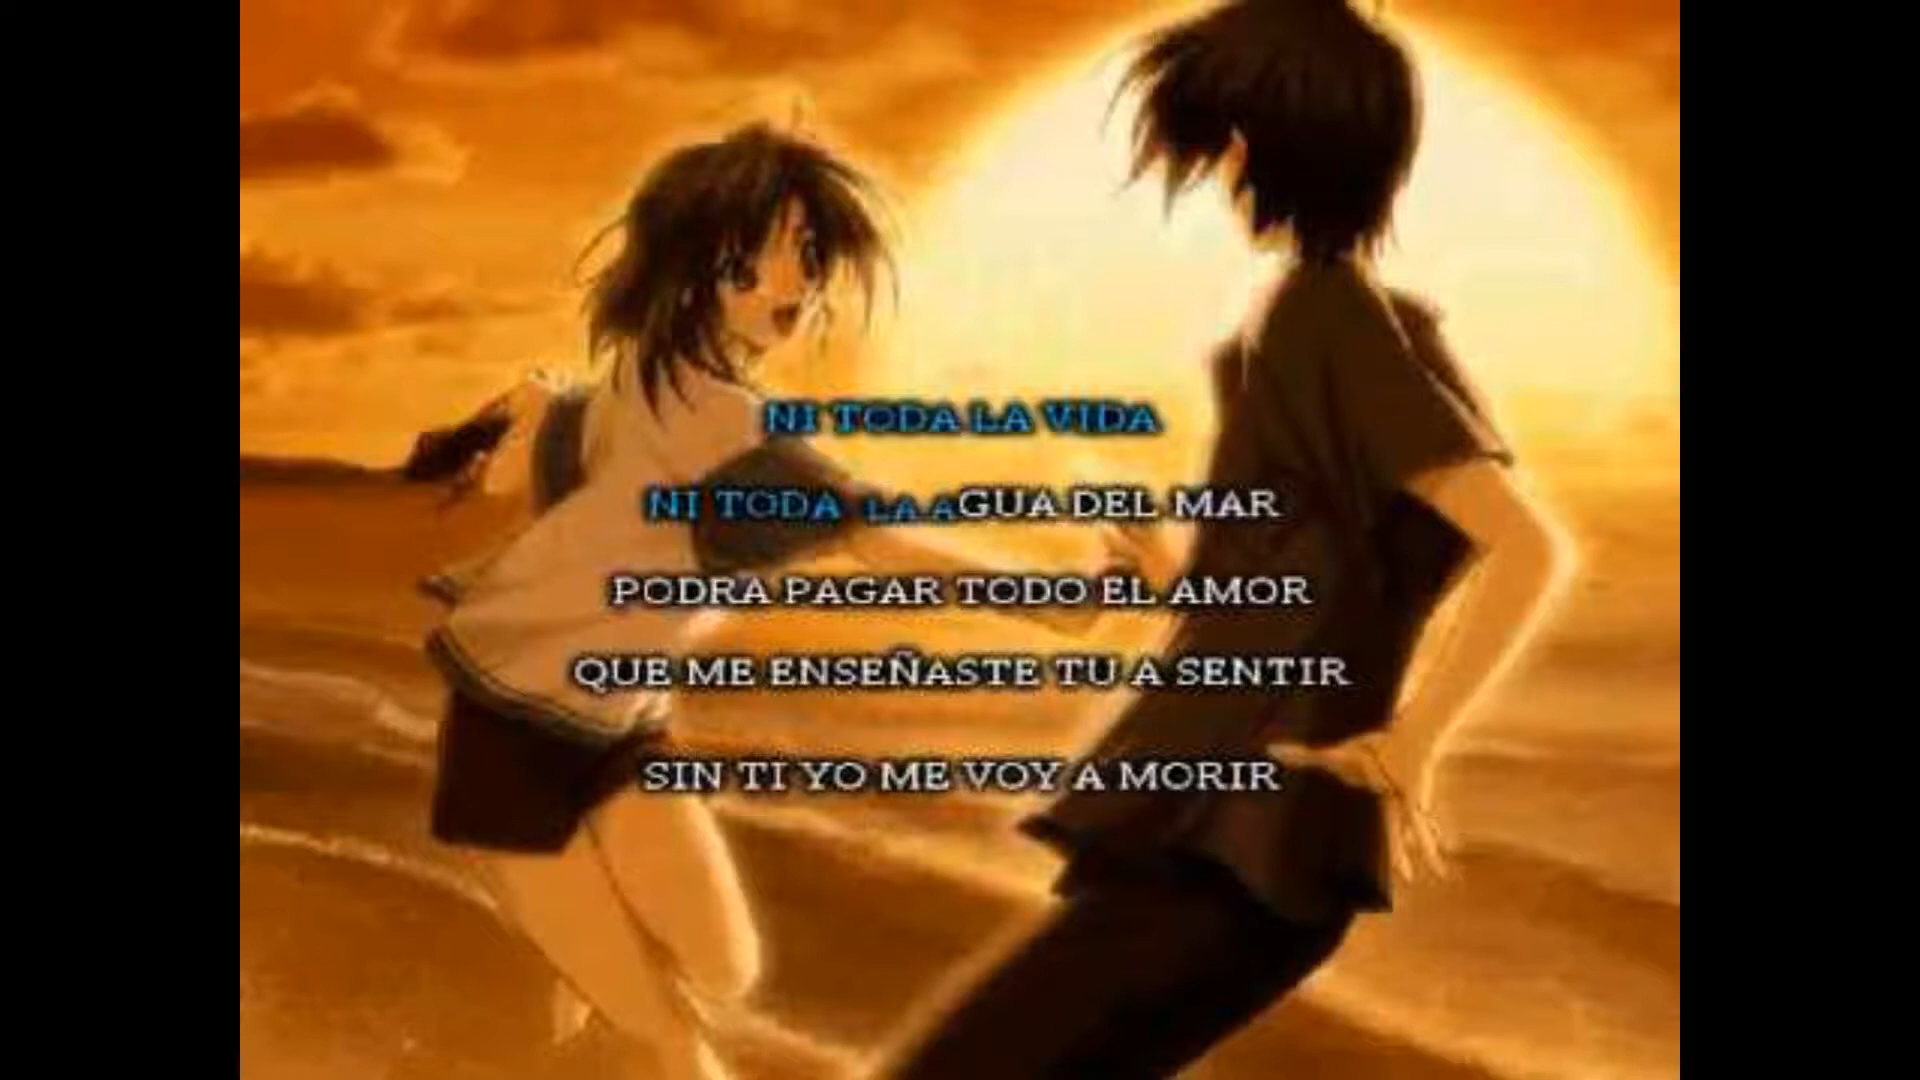 NI TODA LA VIDA
NI TODA LA AGUA DEL MAR
PODRA PAGAR TODO EL AMOR
QUE ME ENSEÑASTE TU A SENTIR
SIN TI YO ME VOY A MORIR